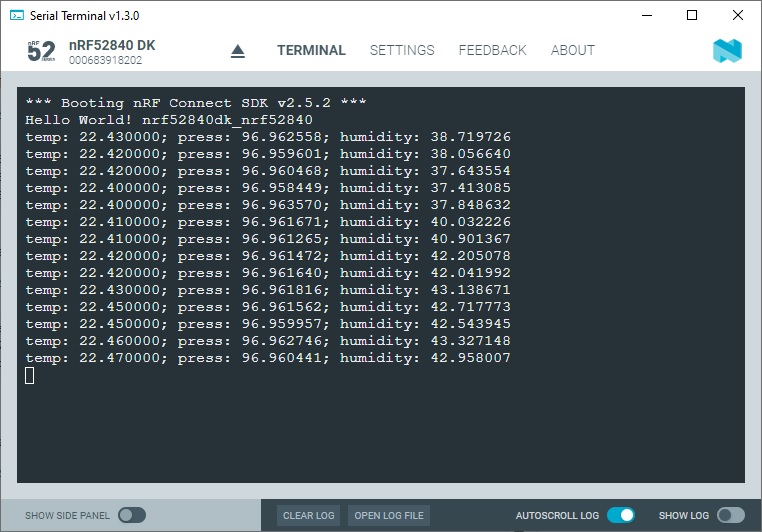 Serial Terminal v1.3.0
nRF
52
SERIES
nRF52840 DK
000683918202
TERMINAL
SETTINGS
FEEDBACK
ABOUT
*** Booting nRF Connect SDK v2.5.2 ***
Hello World! nrf52840dk_nrf52840
temp: 22.430000; press: 96.962558; humidity: 38.719726
temp: 22.420000; press: 96.959601; humidity: 38.056640
temp: 22.420000; press: 96.960468; humidity: 37.643554
temp: 22.400000; press: 96.958449; humidity: 37.413085
temp: 22.400000; press: 96.963570; humidity: 37.848632
temp: 22.410000; press: 96.961671; humidity: 40.032226
temp: 22.410000; press: 96.961265; humidity: 40.901367
temp: 22.420000; press: 96.961472; humidity: 42.205078
temp: 22.420000; press: 96.961640; humidity: 42.041992
temp: 22.430000; press: 96.961816; humidity: 43.138671
temp: 22.450000; press: 96.961562; humidity: 42.717773
temp: 22.450000; press: 96.959957; humidity: 42.543945
temp: 22.460000; press: 96.962746; humidity: 43.327148
temp: 22.470000; press: 96.960441; humidity: 42.958007
SHOW SIDE PANEL
CLEAR LOG
OPEN LOG FILE
AUTOSCROLL LOG
SHOW LOG